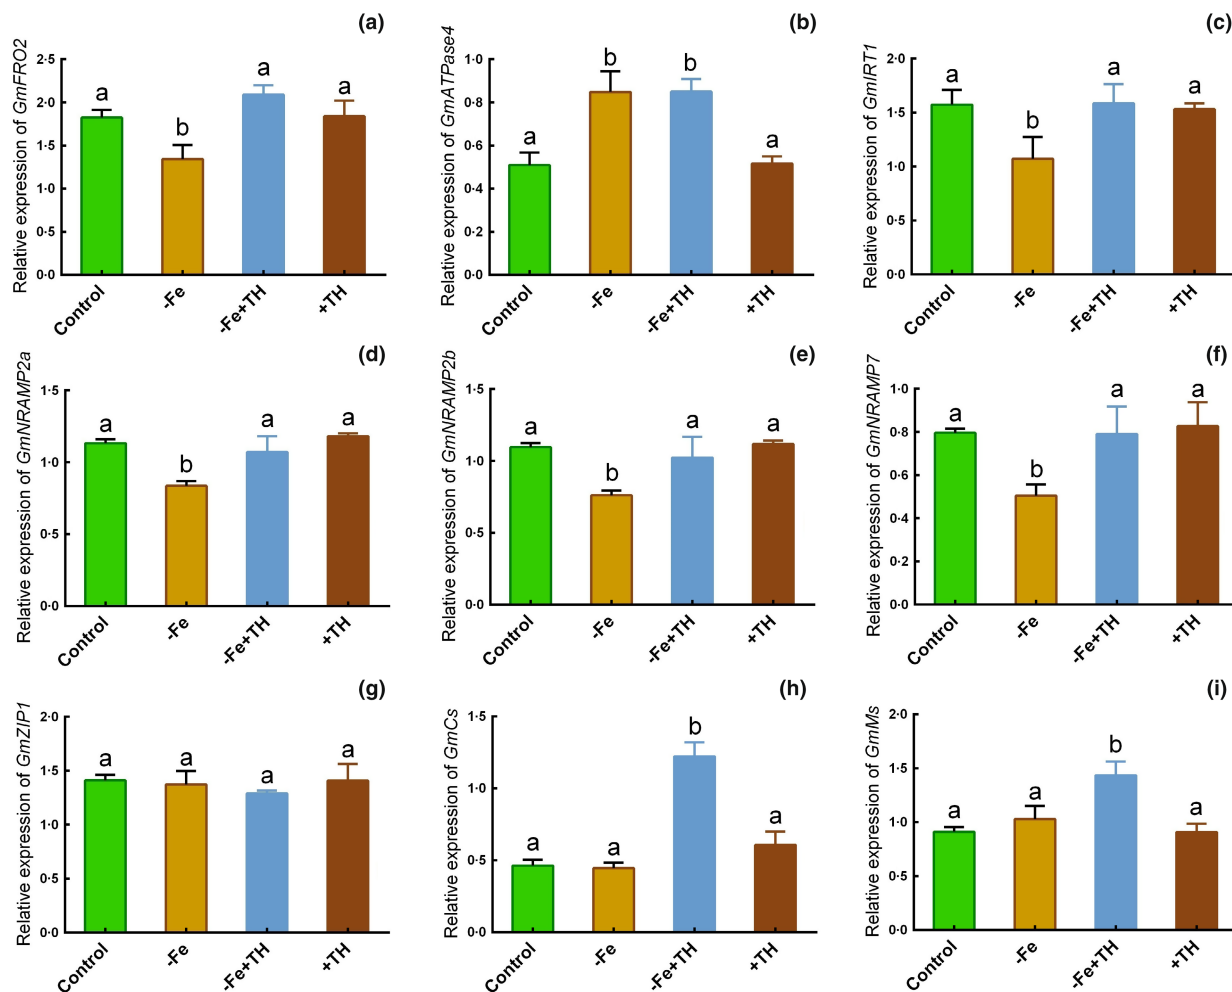 (a)
Relative expression of GmFRO2
2·5
2·0
1·5
1·0
0·5
0·0
a
b
a
a
Control
-Fe
-Fe+TH
+TH
(b)
Relative expression of GmATPase4
1·0
0·8
0·6
0·4
0·2
0·0
a
b
b
a
Control
-Fe
-Fe+TH
+TH
(c)
Relative expression of GmIRT1
2·0
1·5
1·0
0·5
0·0
a
b
a
a
Control
-Fe
-Fe+TH
+TH
(d)
Relative expression of GmNRAMP2a
1·5
1·0
0·5
0·0
a
b
a
a
Control
-Fe
-Fe+TH
+TH
(e)
Relative expression of GmNRAMP2b
1·5
1·0
0·5
0·0
a
b
a
a
Control
-Fe
-Fe+TH
+TH
(f)
Relative expression of GmNRAMP7
1·0
0·8
0·6
0·4
0·2
0·0
a
b
a
a
Control
-Fe
-Fe+TH
+TH
(g)
Relative expression of GmZIP1
2·0
1·5
1·0
0·5
0·0
a
a
a
a
Control
-Fe
-Fe+TH
+TH
(h)
Relative expression of GmCs
1·5
1·0
0·5
0·0
a
a
b
a
Control
-Fe
-Fe+TH
+TH
(i)
Relative expression of GmMs
2·0
1·5
1·0
0·5
0·0
a
a
b
a
Control
-Fe
-Fe+TH
+TH